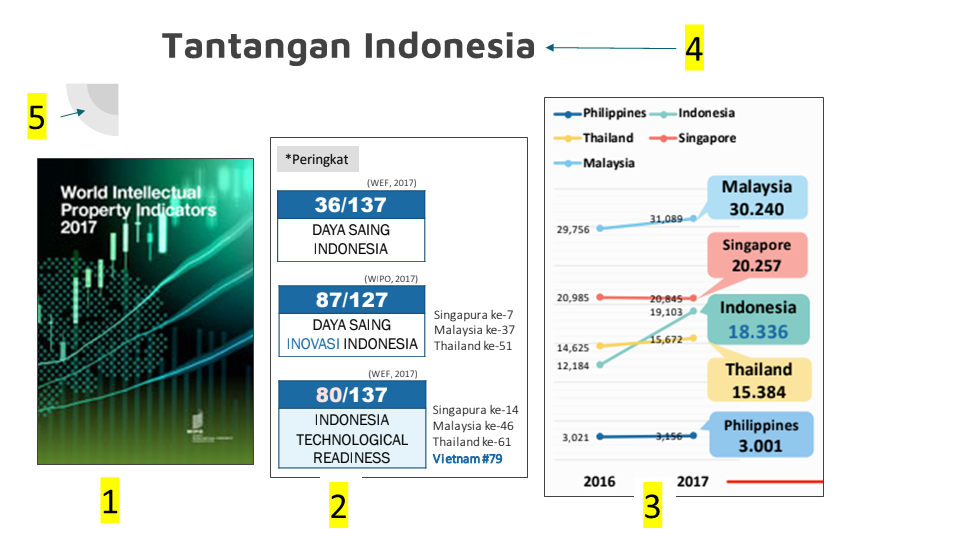 Tantangan Indonesia
4
5
World Intellectual
Property Indicators
2017
WIPO
1
*Peringkat
(WEF, 2017)
36/137
DAYA SAING
INDONESIA
(WIPO, 2017)
87/127
DAYA SAING
INOVASI INDONESIA
Singapura ke-7
Malaysia ke-37
Thailand ke-51
(WEF, 2017)
80/137
INDONESIA
TECHNOLOGICAL
READINESS
Singapura ke-14
Malaysia ke-46
Thailand ke-61
Vietnam #79
2
Philippines
Indonesia
Thailand
Singapore
Malaysia
Malaysia
30.240
31,089
29,756
Singapore
20.257
20,985
20,845
19,103
Indonesia
18.336
15,672
14,625
12,184
Thailand
15.384
Philippines
3.001
3,021
3,156
2016
2017
3